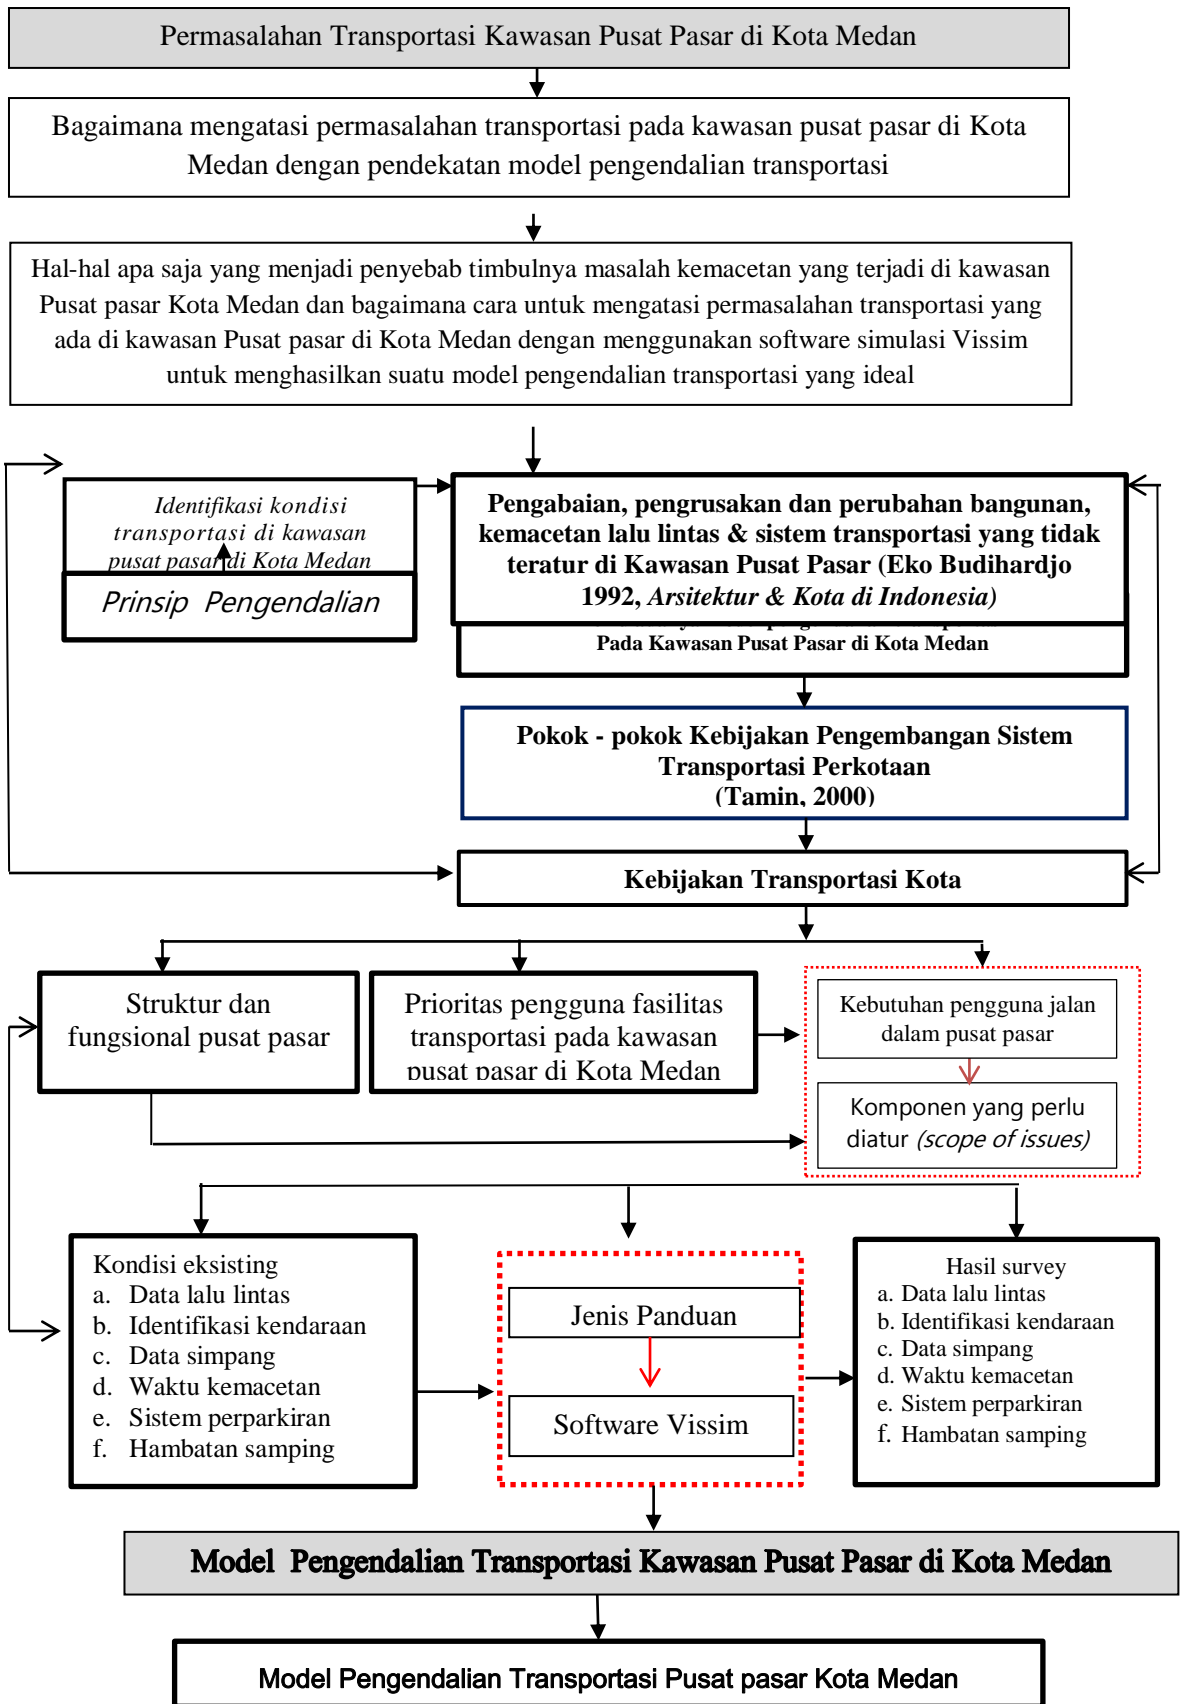 Permasalahan Transportasi Kawasan Pusat Pasar di Kota Medan
Bagaimana mengatasi permasalahan transportasi pada kawasan pusat pasar di Kota
Medan dengan pendekatan model pengendalian transportasi
Hal-hal apa saja yang menjadi penyebab timbulnya masalah kemacetan yang terjadi di kawasan
Pusat pasar Kota Medan dan bagaimana cara untuk mengatasi permasalahan transportasi yang
ada di kawasan Pusat pasar di Kota Medan dengan menggunakan software simulasi Vissim
untuk menghasilkan suatu model pengendalian transportasi yang ideal
Identifikasi kondisi
transportasi di kawasan
pusat pasar di Kota Medan
Prinsip Pengendalian
Pengabaian, pengrusakan dan perubahan bangunan,
kemacetan lalu lintas & sistem transportasi yang tidak
teratur di Kawasan Pusat Pasar (Eko Budihardjo
1992, Arsitektur & Kota di Indonesia)
Pada Kawasan Pusat Pasar di Kota Medan
Pokok - pokok Kebijakan Pengembangan Sistem
Transportasi Perkotaan
(Tamin, 2000)
Kebijakan Transportasi Kota
Struktur dan
fungsional pusat pasar
Prioritas pengguna fasilitas
transportasi pada kawasan
pusat pasar di Kota Medan
Kebutuhan pengguna jalan
dalam pusat pasar
Komponen yang perlu
diatur (scope of issues)
Kondisi eksisting
a. Data lalu lintas
b. Identifikasi kendaraan
c. Data simpang
d. Waktu kemacetan
e. Sistem perparkiran
f. Hambatan samping
Jenis Panduan
Software Vissim
Hasil survey
a. Data lalu lintas
b. Identifikasi kendaraan
c. Data simpang
d. Waktu kemacetan
e. Sistem perparkiran
f. Hambatan samping
Model Pengendalian Transportasi Kawasan Pusat Pasar di Kota Medan
Model Pengendalian Transportasi Pusat pasar Kota Medan